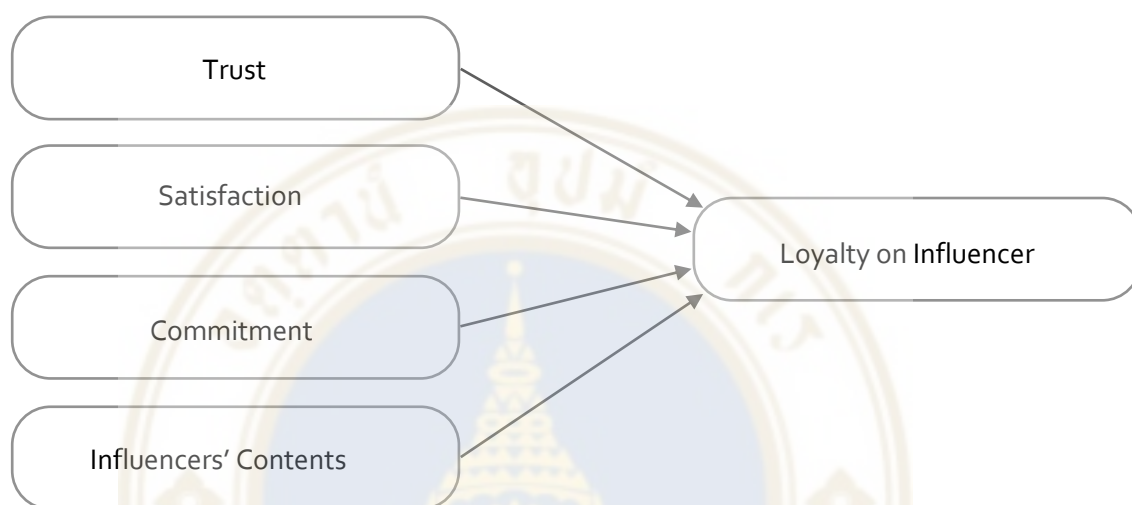 Trust
Satisfaction
Loyalty on Influencer
Commitment
Influencers’ Contents